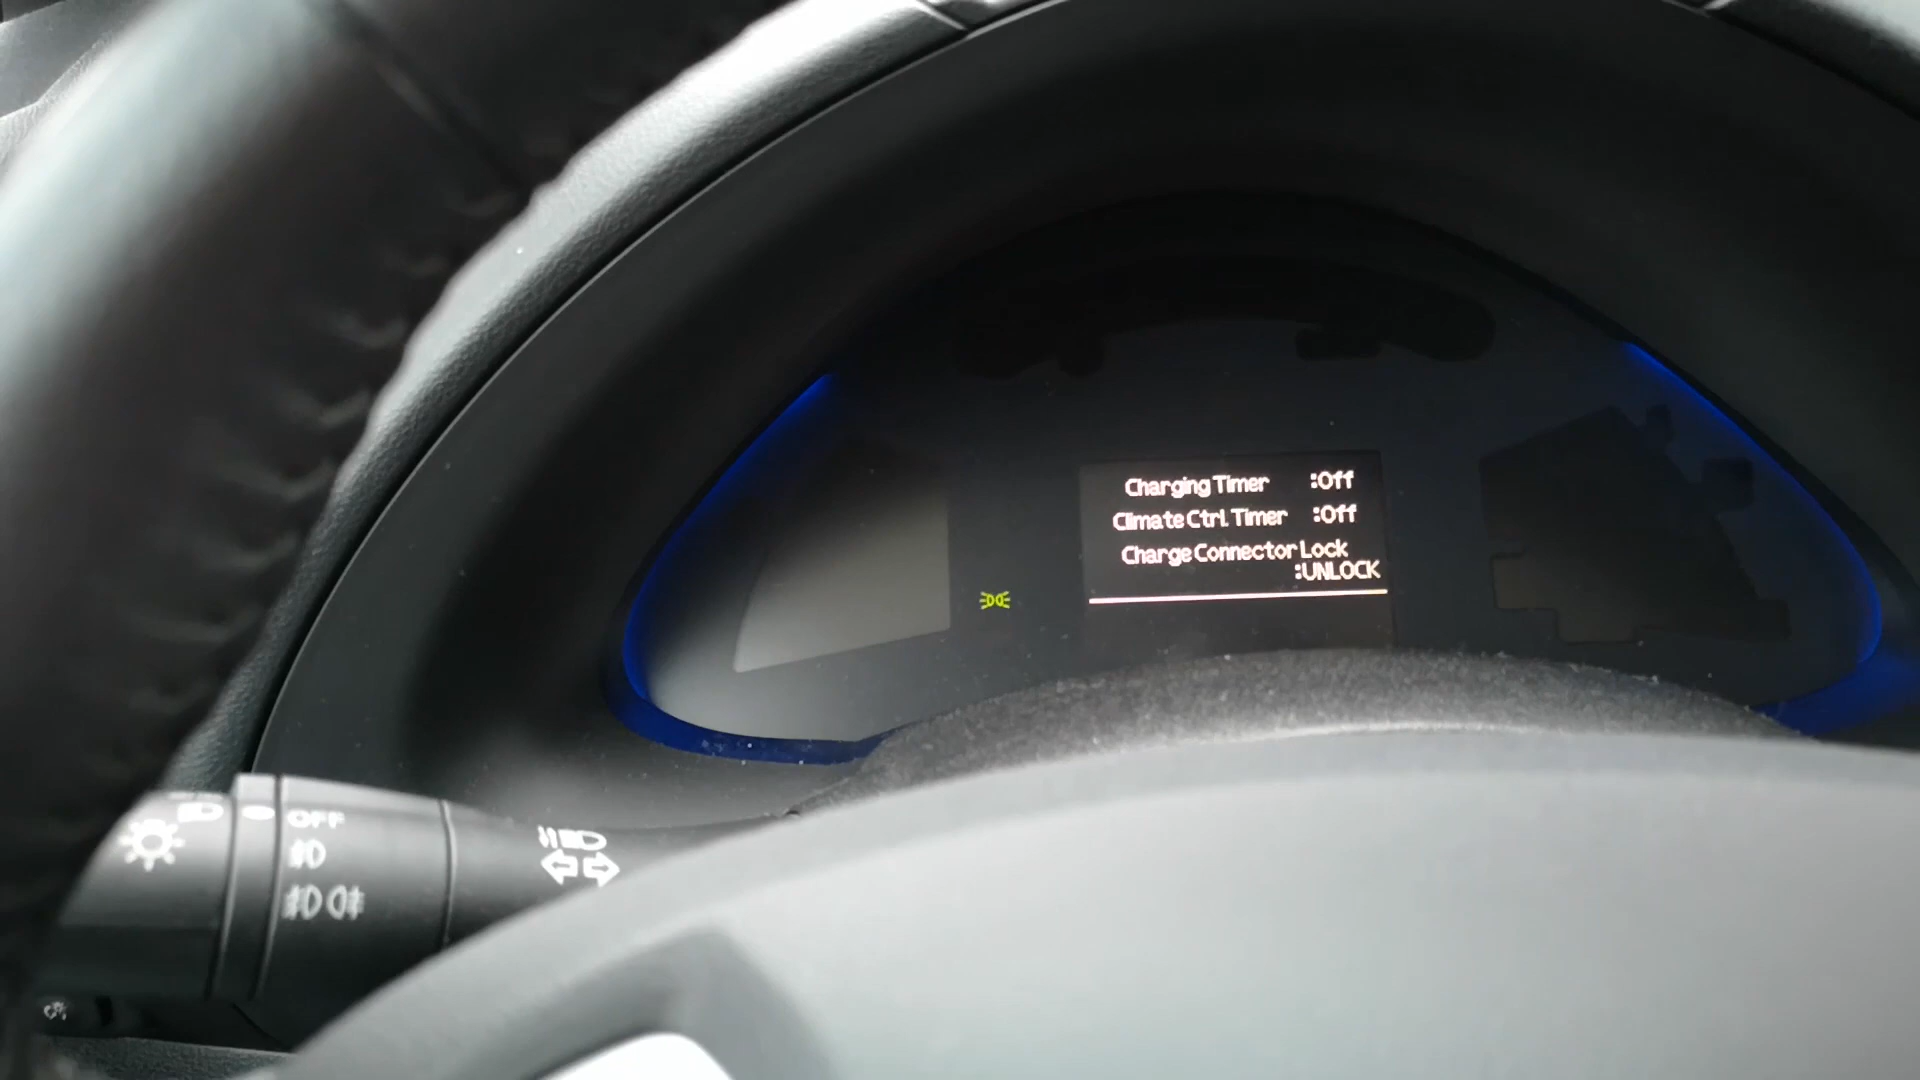 Charging Timer :Off
Climate Ctrl. Timer :Off
Charge Connector Lock
:UNLOCK
OFF